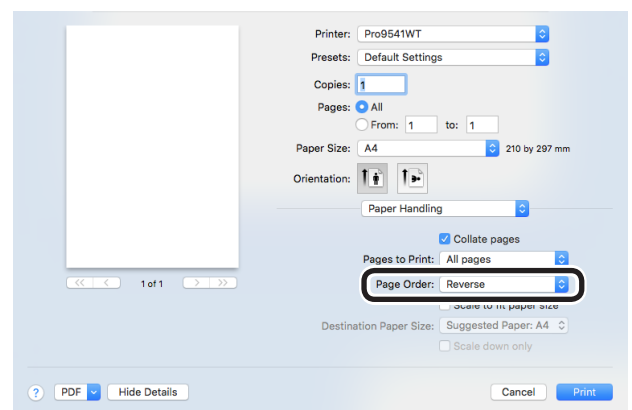 Printer: Pro9541WT
Presets: Default Settings
Copies: 1
Pages: All
From: 1 to: 1
Paper Size: A4 210 by 297 mm
Orientation:
Paper Handling
Collate pages
Pages to Print: All pages
Page Order: Reverse
Scale to fit paper size
Destination Paper Size: Suggested Paper: A4
Scale down only
<< < 1 of 1 > >>
? PDF Hide Details Cancel Print